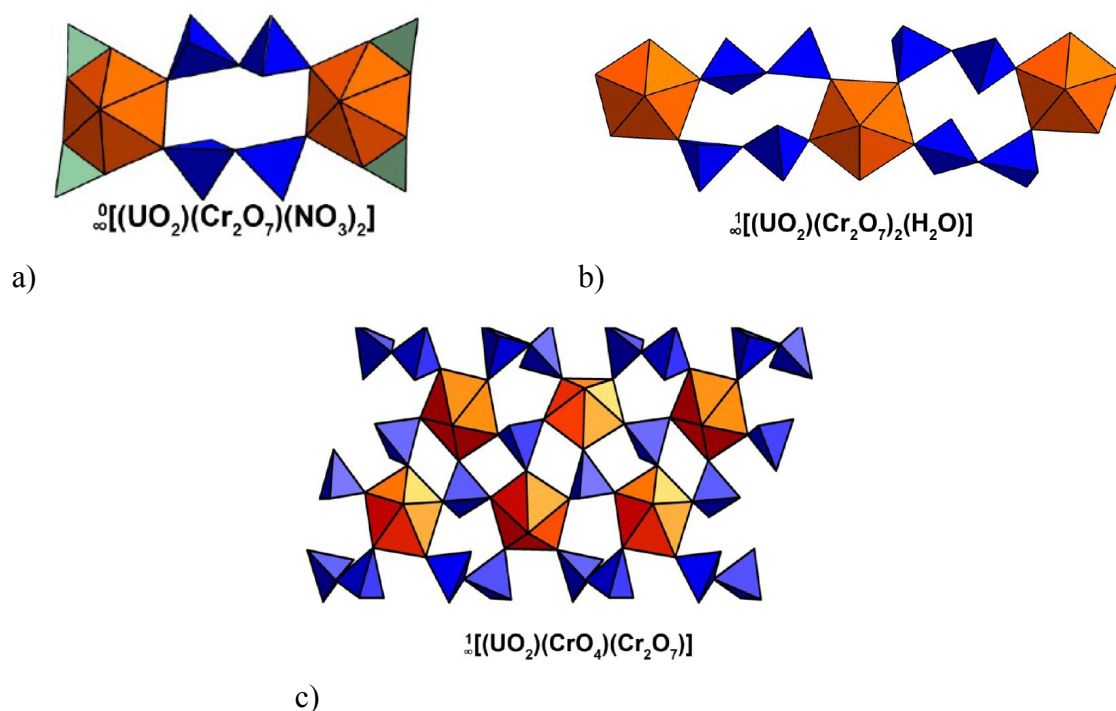 ⁰∞[(UO₂)(Cr₂O₇)(NO₃)₂]
¹∞[(UO₂)(Cr₂O₇)₂(H₂O)]
a)
b)
¹∞[(UO₂)(CrO₄)(Cr₂O₇)]
c)